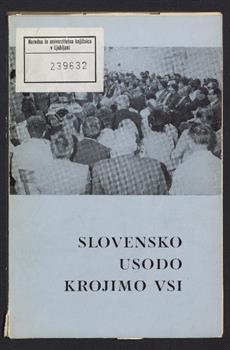 Narodna in univerzitetna knjižnica
v Ljubljani
239632
SLOVENSKO
USODO
KROJIMO VSI